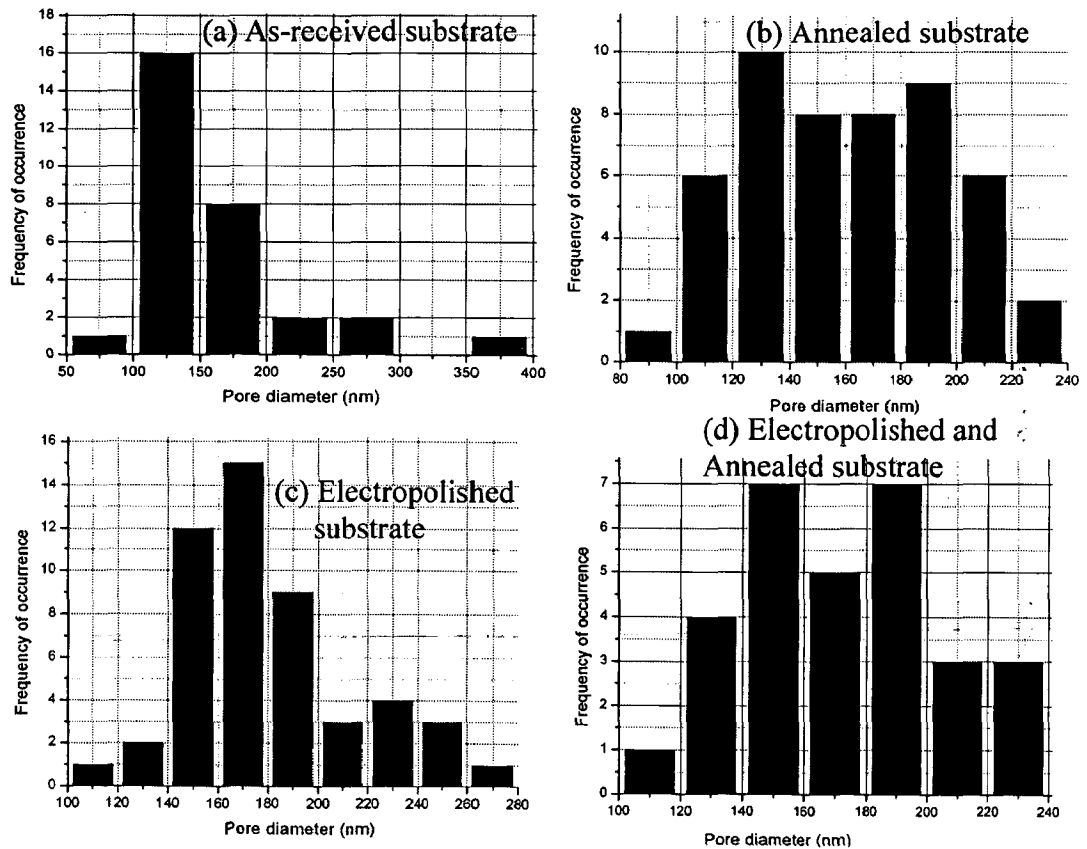 (a) As-received substrate
Frequency of occurrence
18
16
14
12
10
8
6
4
2
0
50 100 150 200 250 300 350 400
Pore diameter (nm)
(b) Annealed substrate
Frequency of occurrence
10
8
6
4
2
0
80 100 120 140 160 180 200 220 240
Pore diameter (nm)
(c) Electropolished
substrate
Frequency of occurrence
16
14
12
10
8
6
4
2
0
100 120 140 160 180 200 220 240 260 280
Pore diameter (nm)
(d) Electropolished and
Annealed substrate
Frequency of occurrence
7
6
5
4
3
2
1
0
100 120 140 160 180 200 220 240
Pore diameter (nm)